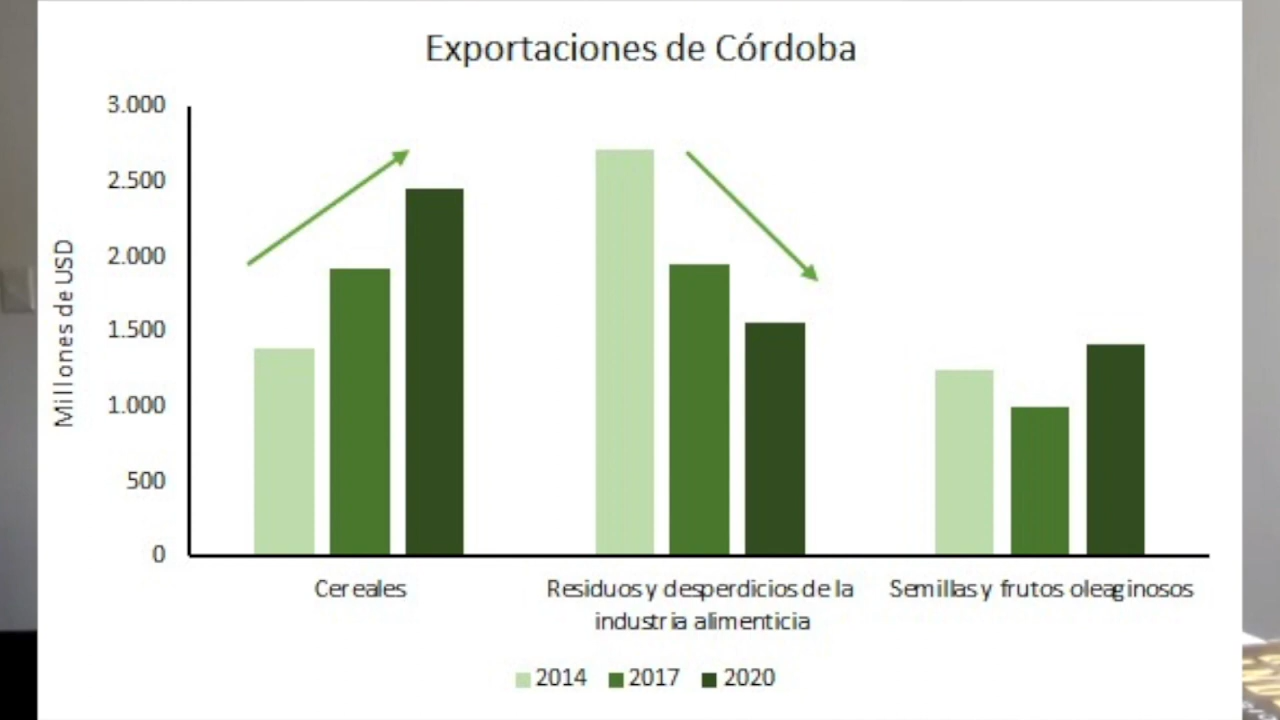 Exportaciones de Córdoba
3.000
2.500
2.000
1.500
1.000
500
0
Millones de USD
Cereales
Residuos y desperdicios de la
industria alimenticia
Semillas y frutos oleaginosos
2014 2017 2020